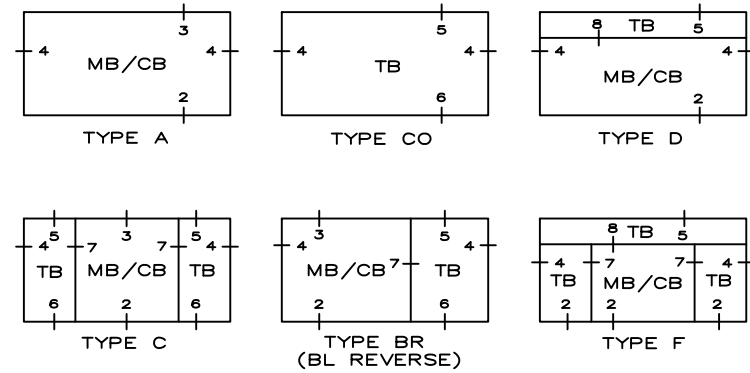 3 5 8 TB 5
4 MB/CB 4 4 TB 4 4 MB/CB 4
2 6 2
TYPE A TYPE CO TYPE D
5 3 5 3 5 8 TB 5
4 7 7 4 4 7 4 4 7 7 4
TB MB/CB TB MB/CB TB TB MB/CB TB
6 2 6 2 6 2 2 2
TYPE C TYPE BR TYPE F
(BL REVERSE)